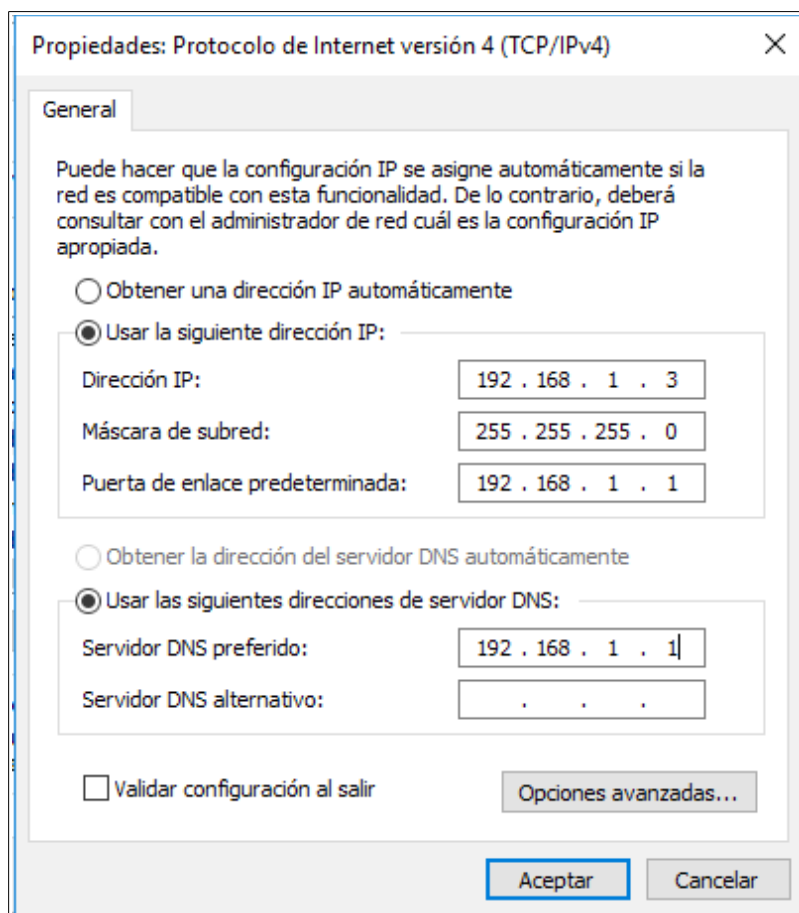 Propiedades: Protocolo de Internet versión 4 (TCP/IPv4)
General
Puede hacer que la configuración IP se asigne automáticamente si la
red es compatible con esta funcionalidad. De lo contrario, deberá
consultar con el administrador de red cuál es la configuración IP
apropiada.
Obtener una dirección IP automáticamente
Usar la siguiente dirección IP:
Dirección IP: 192 . 168 . 1 . 3
Máscara de subred: 255 . 255 . 255 . 0
Puerta de enlace predeterminada: 192 . 168 . 1 . 1
Obtener la dirección del servidor DNS automáticamente
Usar las siguientes direcciones de servidor DNS:
Servidor DNS preferido: 192 . 168 . 1 . 1
Servidor DNS alternativo: . . .
Validar configuración al salir Opciones avanzadas...
Aceptar Cancelar